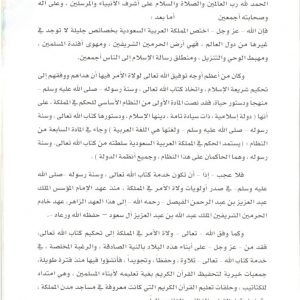 الحمد لله رب العالمين والصلاة والسلام على أشرف الأنبياء والمرسلين ، وعلى آله
وصحابته أجمعين أما بعد :
فإن الله - عز وجل - اختص المملكة العربية السعودية بخصائص جليلة لا توجد في
غيرها من دول العالم ، فهي أرض الحرمين الشريفين ، ومهوى أفئدة المسلمين ،
ومهبط الوحي والتنزيل ، ومنطلق رسالة الإسلام إلى الناس أجمعين .
وكان من أعظم أوجه توفيق الله تعالى لولاة الأمر فيها أن هداهم ووفقهم إلى
تحكيم شريعة الإسلام ، واتخاذ كتاب الله تعالى ، وسنة رسوله - صلى الله عليه وسلم -
منهجا ودستور حياة ، فقد نصت المادة الأولى من النظام الأساسي للحكم في المملكة ،
( دولة إسلامية ، ذات سيادة تامة ، دينها الإسلام ، ودستورها كتاب الله تعالى ، وسنة
رسوله - صلى الله عليه وسلم - ولغتها هي اللغة العربية ) وجاء في المادة السابعة من
النظام : ( يستمد الحكم في المملكة العربية السعودية سلطته من كتاب الله تعالى ، وسنة
رسوله ، وهما الحاكمان على هذا النظام ، وجميع أنظمة الدولة ) .
فلا عجب - إذا - أن تكون خدمة كتاب الله تعالى ، وسنة رسوله - صلى الله
عليه وسلم - في صدر أولويات ولاة الأمر في المملكة ، منذ عهد الإمام المؤسس الملك
عبد العزيز بن عبد الرحمن الفيصل - رحمه الله - إلى هذا العهد الزاهر ، عهد خادم
الحرمين الشريفين الملك عبد الله بن عبد العزيز آل سعود - حفظه الله ورعاه - .
وكما وفق الله - تعالى - ولاة الأمر في المملكة إلى تحكيم كتاب الله تعالى ،
فقد من - عز وجل - على أبناء هذه البلاد بالنية الصادقة ، والرغبة المخلصة ، في
خدمة كتاب الله تعالى ، تلاوة ، وحفظا ، وتجويدا ، فأنشؤوا فيها منذ فترة طويلة ،
جمعيات خيرية لتحفيظ القرآن الكريم بغية تعليمه لأبناء المسلمين ، وهي امتداد
للكتاتيب ، وحلقات تعليم القرآن الكريم التي كانت معروفة في مساجد مدن المملكة